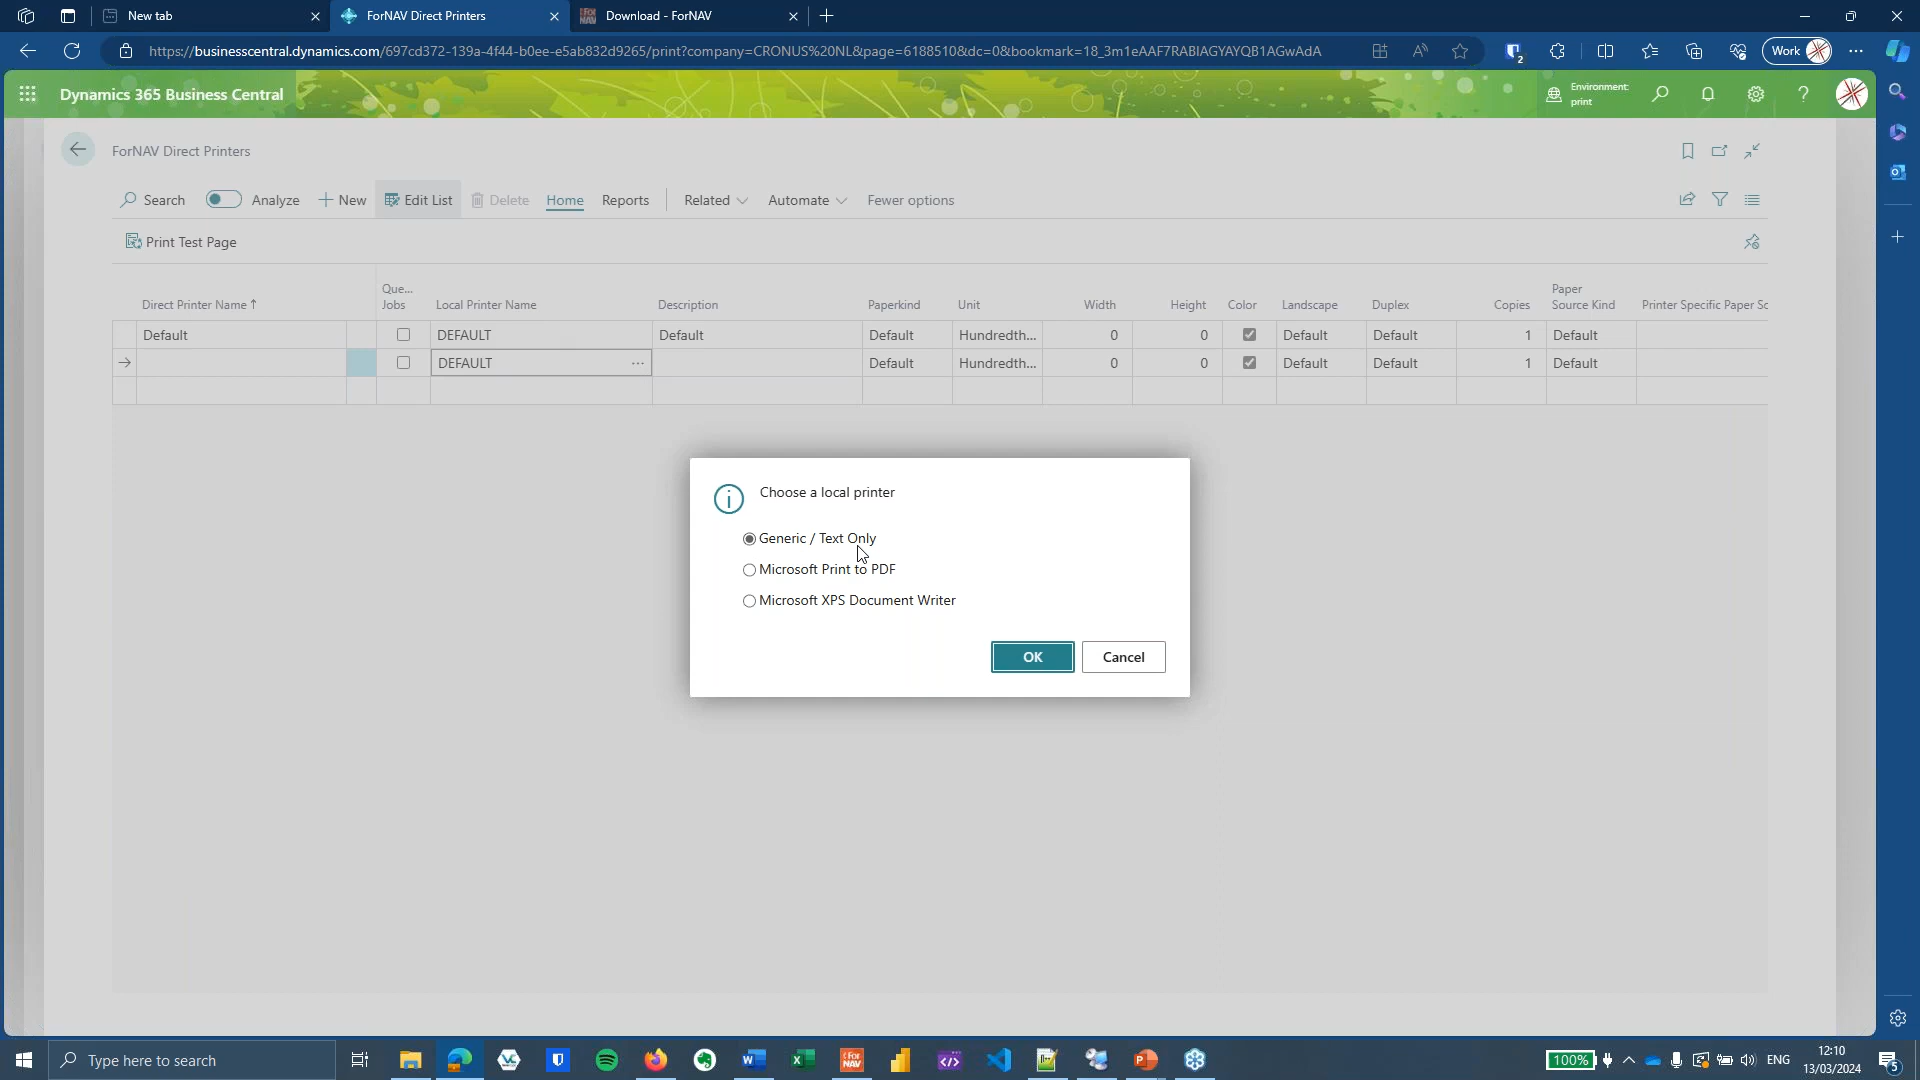 New tab
ForNAV Direct Printers
Download - ForNAV
https://businesscentral.dynamics.com/697cd372-139a-4f44-b0ee-e5ab832d9265/print?company=CRONUS%20NL&page=6188510&dc=0&bookmark=18_3m1eAAF7RABIAGYAYQB1AGwAdA
2
Work
Dynamics 365 Business Central
Environment:
print
ForNAV Direct Printers
Search
Analyze
New
Edit List
Delete
Home
Reports
Related
Automate
Fewer options
Print Test Page
Direct Printer Name ↑
Que...
Jobs
Local Printer Name
Description
Paperkind
Unit
Width
Height
Color
Landscape
Duplex
Copies
Paper
Source Kind
Printer Specific Paper Sc
Default DEFAULT Default Default Hundredth... 0 0 Default Default 1 Default
DEFAULT ... Default Hundredth... 0 0 Default Default 1 Default
Choose a local printer
Generic / Text Only
Microsoft Print to PDF
Microsoft XPS Document Writer
OK
Cancel
Type here to search
100%
ENG
12:10
13/03/2024
5